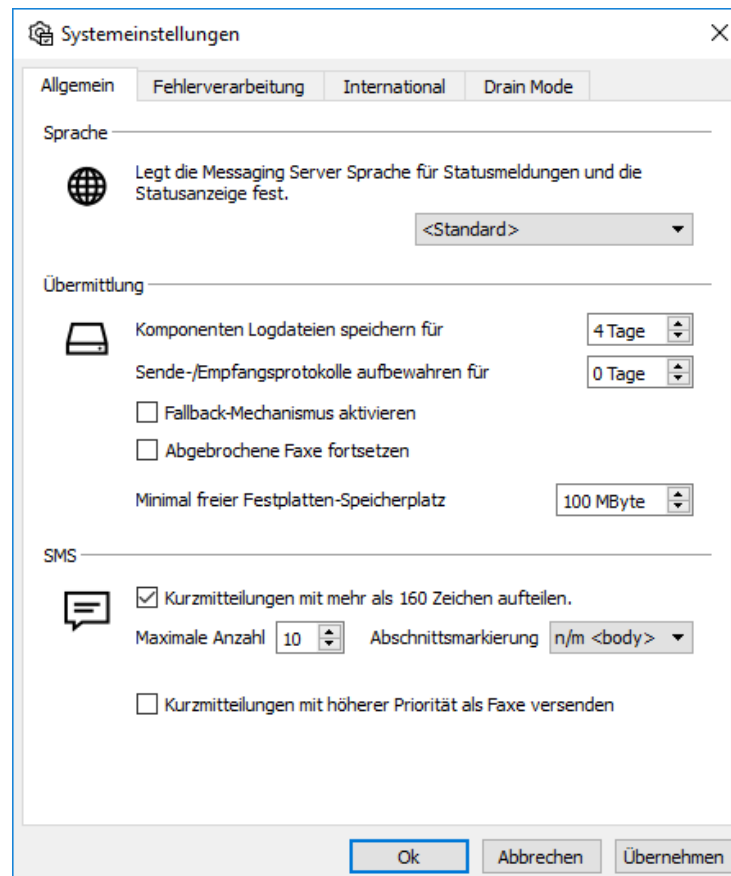 Systemeinstellungen
Allgemein Fehlerverarbeitung International Drain Mode
Sprache
Legt die Messaging Server Sprache für Statusmeldungen und die
Statusanzeige fest.
<Standard>
Übermittlung
Komponenten Logdateien speichern für 4 Tage
Sende-/Empfangsprotokolle aufbewahren für 0 Tage
Fallback-Mechanismus aktivieren
Abgebrochene Faxe fortsetzen
Minimal freier Festplatten-Speicherplatz 100 MByte
SMS
Kurzmitteilungen mit mehr als 160 Zeichen aufteilen.
Maximale Anzahl 10 Abschnittsmarkierung n/m <body>
Kurzmitteilungen mit höherer Priorität als Faxe versenden
Ok Abbrechen Übernehmen